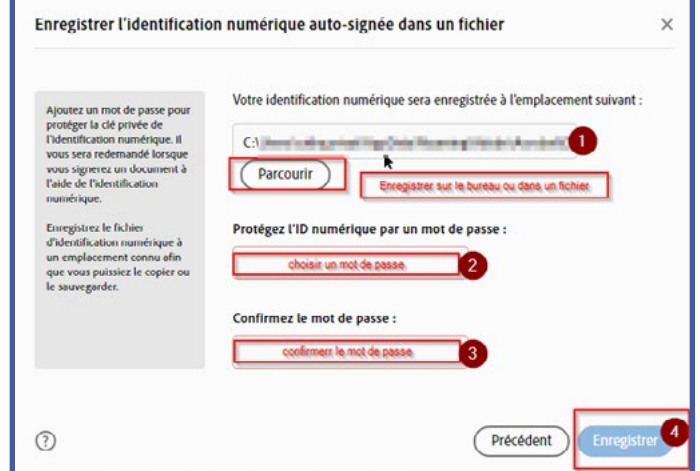 Enregistrer l'identification numérique auto-signée dans un fichier
Ajoutez un mot de passe pour
protéger la clé privée de
l'identification numérique. Il
vous sera redemandé lorsque
vous signerez un document à
l'aide de l'identification
numérique.
Enregistrez le fichier
d'identification numérique à
un emplacement connu afin
que vous puissiez le copier ou
le sauvegarder.
Votre identification numérique sera enregistrée à l'emplacement suivant :
C:\
1
Parcourir
Enregistrer sur le bureau ou dans un fichier
Protégez l'ID numérique par un mot de passe :
choisir un mot de passe
2
Confirmez le mot de passe :
confirmerr le mot de passe
3
?
Précédent
Enregistrer
4